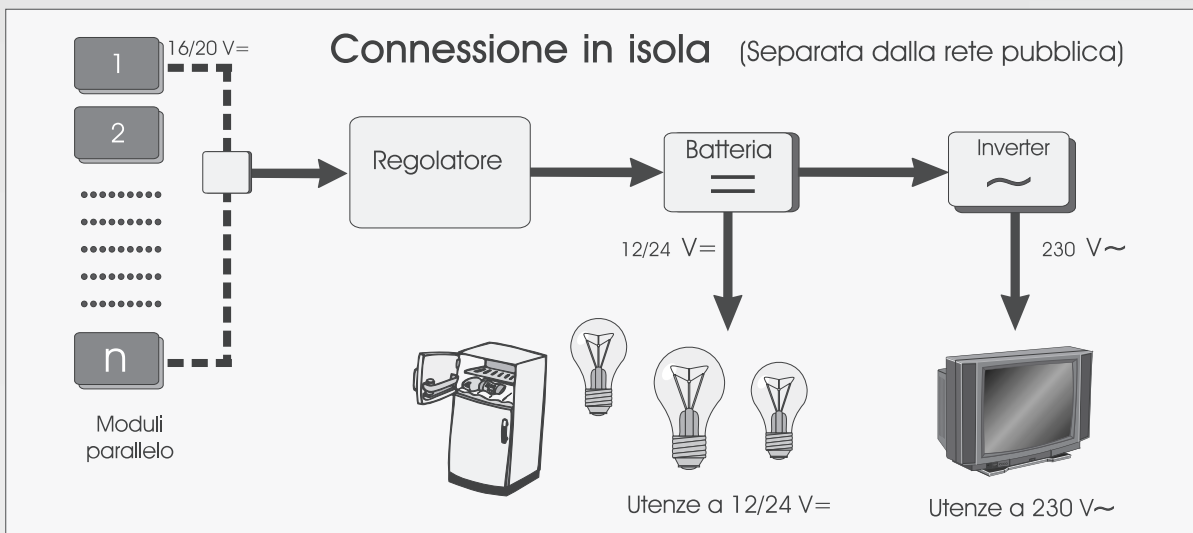 Connessione in isola (Separata dalla rete pubblica)
16/20 V=
1
2
n
Moduli
parallelo
Regolatore
Batteria
=
Inverter
~
12/24 V=
230 V~
Utenze a 12/24 V=
Utenze a 230 V~